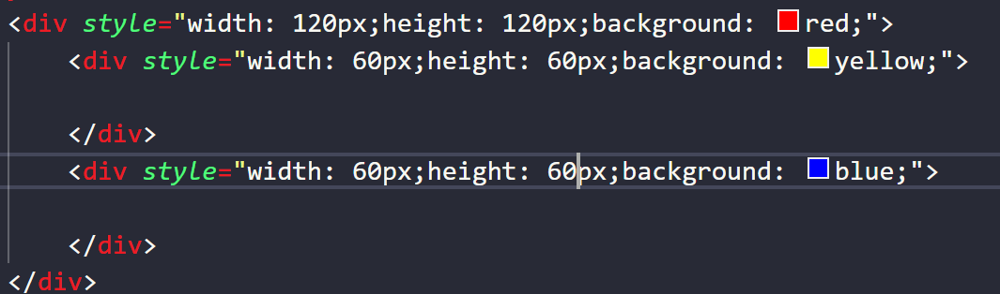 <div style="width: 120px;height: 120px;background: red;">
<div style="width: 60px;height: 60px;background: yellow;">
</div>
<div style="width: 60px;height: 60px;background: blue;">
</div>
</div>